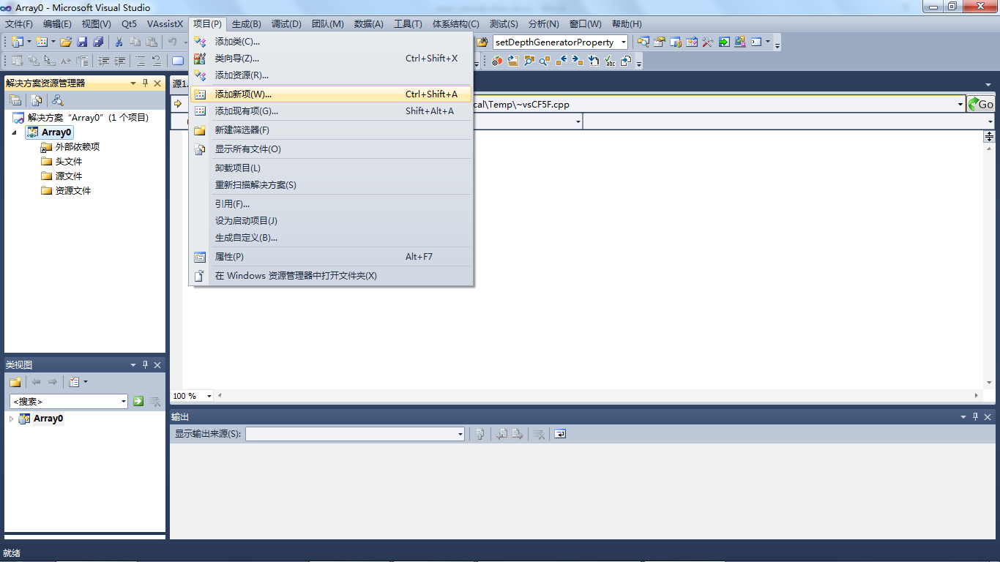 Array0 - Microsoft Visual Studio
文件(F) 编辑(E) 视图(V) Qt5 VAssistX 项目(P) 生成(B) 调试(D) 团队(M) 数据(A) 工具(T) 体系结构(C) 测试(S) 分析(N) 窗口(W) 帮助(H)
setDepthGeneratorProperty
添加类(C)...
类向导(Z)... Ctrl+Shift+X
添加资源(R)...
添加新项(W)... Ctrl+Shift+A
添加现有项(G)... Shift+Alt+A
新建筛选器(F)
显示所有文件(O)
卸载项目(L)
重新扫描解决方案(S)
引用(F)...
设为启动项目(J)
生成自定义(B)...
属性(P) Alt+F7
在 Windows 资源管理器中打开文件夹(X)
解决方案资源管理器
解决方案“Array0”(1 个项目)
Array0
外部依赖项
头文件
源文件
资源文件
源1.
cal\Temp\~vsCF5F.cpp
Go
100 %
类视图
<搜索>
Array0
输出
显示输出来源(S):
就绪